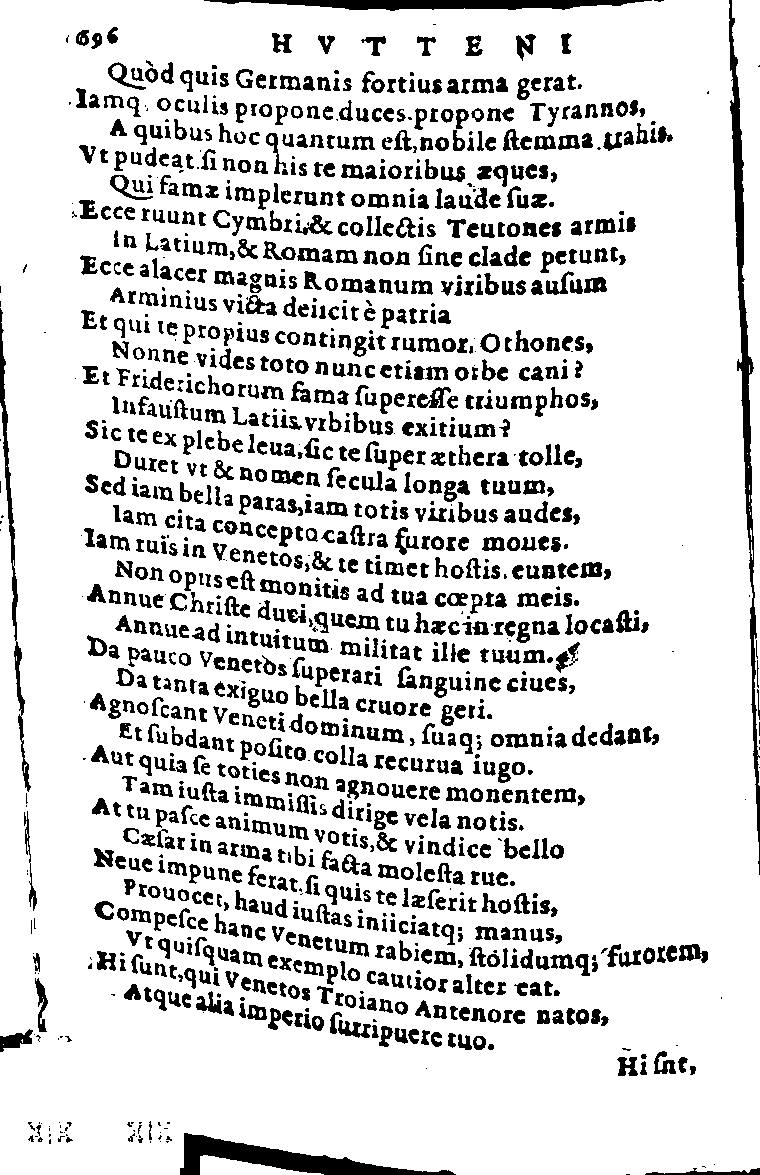 696 HVTTENI
Quòd quis Germanis fortius arma gerat.
Iamq; oculis propone duces, propone Tyrannos,
A quibus hoc quantum eſt, nobile ſtemma trahis.
Vt pudeat ſi non his te maioribus æques,
Qui famæ implerunt omnia laude ſuæ.
Ecce ruunt Cymbri, & collectis Teutones armis
In Latium, & Romam non ſine clade petunt,
Ecce alacer magnis Romanum viribus auſum
Arminius victa deiicit è patria
Et qui te propius contingit rumor, Othones,
Nonne vides toto nunc etiam orbe cani?
Et Friderichorum fama ſupereſſe triumphos,
Infauſtum Latiis vrbibus exitium?
Sic te ex plebe leua, ſic te ſuper æthera tolle,
Duret vt & nomen ſecula longa tuum,
Sed iam bella paras, iam totis viribus audes,
Iam cita concepto caſtra furore moues.
Iam ruis in Venetos, & te timet hoſtis euntem,
Non opus eſt monitis ad tua cœpta meis.
Annue Chriſte duci, quem tu hæc in regna locaſti,
Annue ad intuitum militat ille tuum.
Da pauco Venetos ſuperari ſanguine ciues,
Da tanta exiguo bella cruore geri.
Agnoſcant Veneti dominum, ſuaq; omnia dedant,
Et ſubdant poſito colla recurua iugo.
Aut quia ſe toties non agnouere monentem,
Tam iuſta immiſſis dirige vela notis.
At tu paſce animum votis, & vindice bello
Cæſar in arma tibi facta moleſta rue.
Neue impune ferat, ſi quis te læſerit hoſtis,
Prouocet, haud iuſtas iniiciatq; manus,
Compeſce hanc Venetum rabiem, ſtolidumq; furorem,
Vt quiſquam exemplo cautior alter eat.
Hi ſunt, qui Venetos Troiano Antenore natos,
Atque alia imperio ſurripuere tuo.
Hi ſnt,